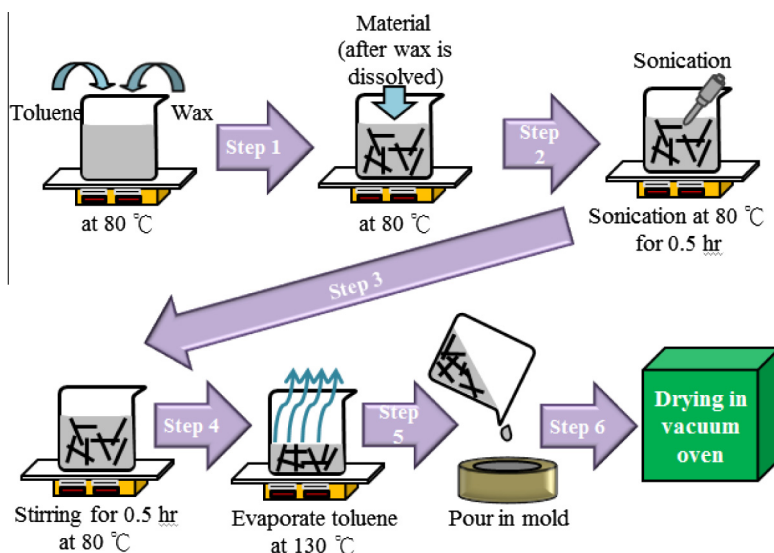 Material
(after wax is
dissolved)
Sonication
Toluene
Wax
Step 1
Step
2
at 80 ℃
at 80 ℃
Sonication at 80 ℃
for 0.5 hr
Step 3
Step 4
Step
5
Step 6
Drying in
vacuum
oven
Stirring for 0.5 hr
at 80 ℃
Evaporate toluene
at 130 ℃
Pour in mold